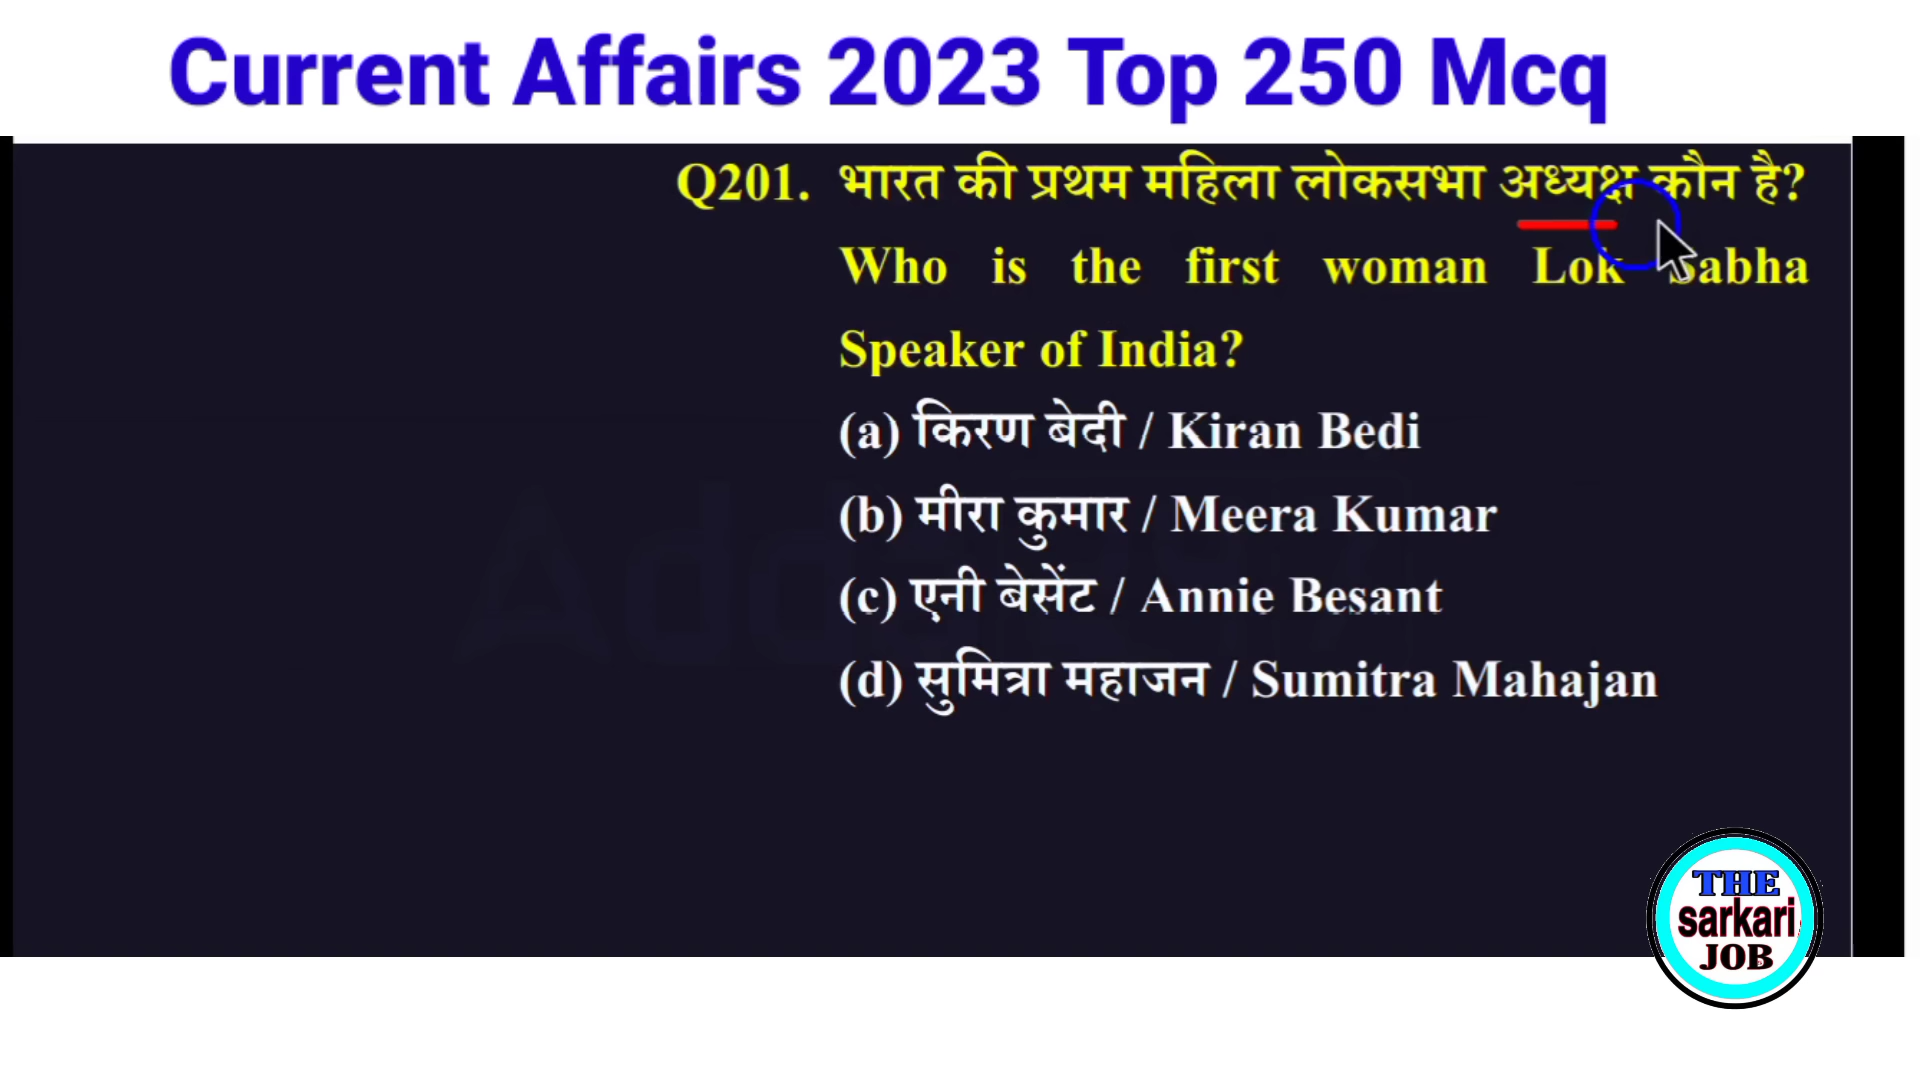 Current Affairs 2023 Top 250 Mcq
Q201. भारत की प्रथम महिला लोकसभा अध्यक्ष कौन है?
Who is the first woman Lok Sabha
Speaker of India?
(a) किरण बेदी / Kiran Bedi
(b) मीरा कुमार / Meera Kumar
(c) एनी बेसेंट / Annie Besant
(d) सुमित्रा महाजन / Sumitra Mahajan
THE
sarkari
JOB